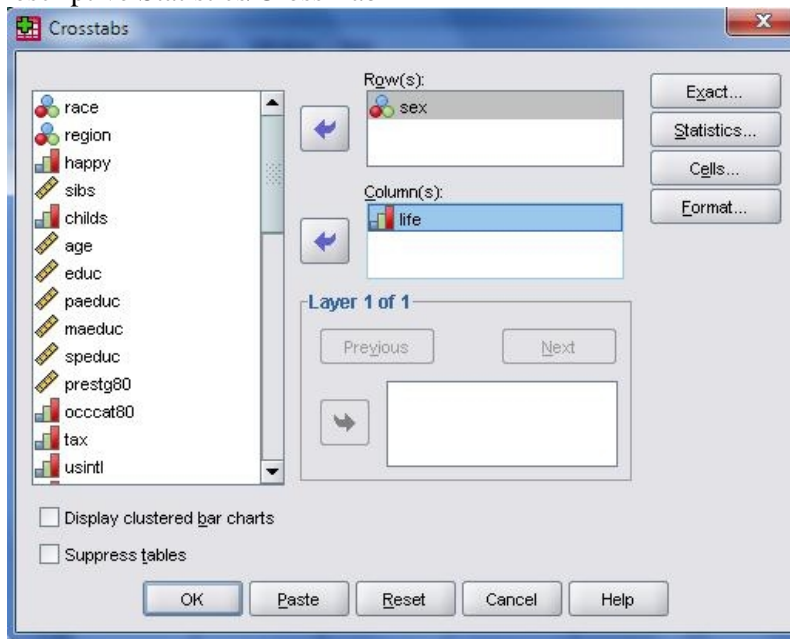 Crosstabs
race
region
happy
sibs
childs
age
educ
paeduc
maeduc
speduc
prestg80
occcat80
tax
usintl
Row(s):
sex
Column(s):
life
Layer 1 of 1
Previous
Next
Exact...
Statistics...
Cells...
Format...
Display clustered bar charts
Suppress tables
OK
Paste
Reset
Cancel
Help